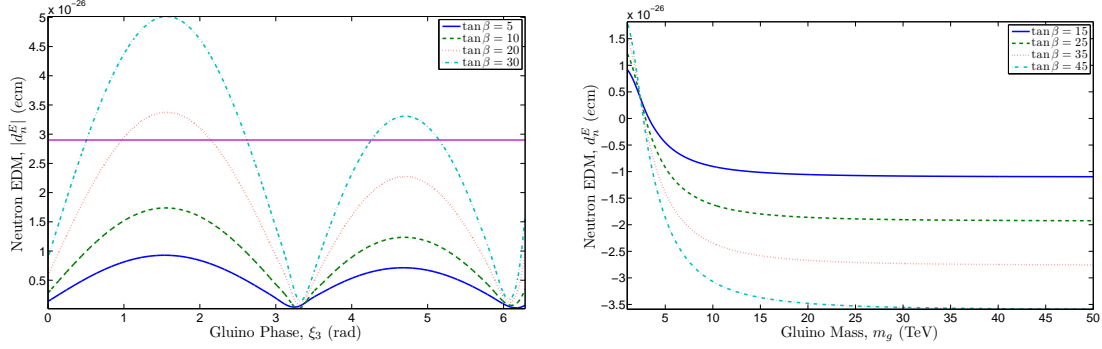 x 10⁻²⁶
5
4.5
4
3.5
3
2.5
2
1.5
1
0.5
0 1 2 3 4 5 6
Neutron EDM, |dₙᴱ| (ecm)
Gluino Phase, ξ₃ (rad)
tan β = 5
tan β = 10
tan β = 20
tan β = 30
x 10⁻²⁶
1.5
1
0.5
0
−0.5
−1
−1.5
−2
−2.5
−3
−3.5
5 10 15 20 25 30 35 40 45 50
Neutron EDM, dₙᴱ (ecm)
Gluino Mass, m_g (TeV)
tan β = 15
tan β = 25
tan β = 35
tan β = 45